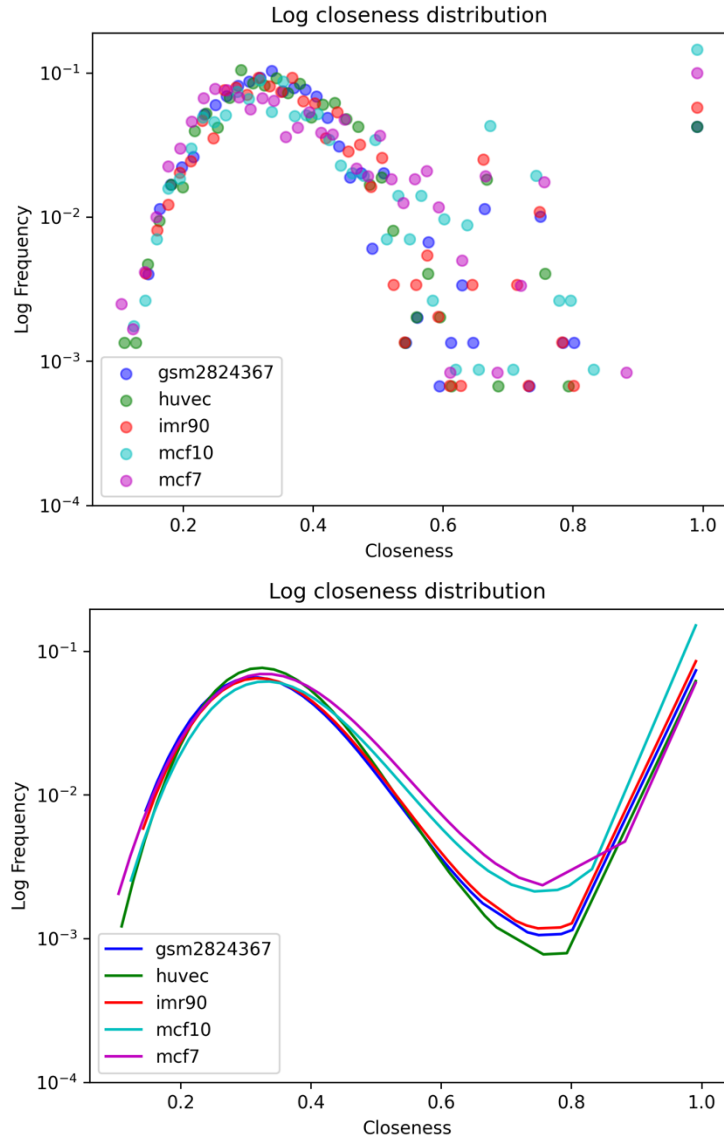 Log closeness distribution
10⁻¹
10⁻²
10⁻³
10⁻⁴
Log Frequency
gsm2824367
huvec
imr90
mcf10
mcf7
0.2 0.4 0.6 0.8 1.0
Closeness
Log closeness distribution
10⁻¹
10⁻²
10⁻³
10⁻⁴
Log Frequency
gsm2824367
huvec
imr90
mcf10
mcf7
0.2 0.4 0.6 0.8 1.0
Closeness